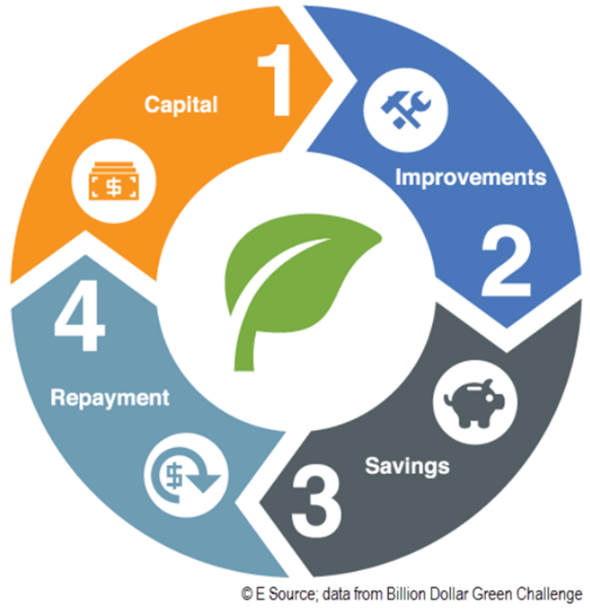 1
Capital
$
Improvements
2
Savings
3
4
Repayment
$
© E Source; data from Billion Dollar Green Challenge